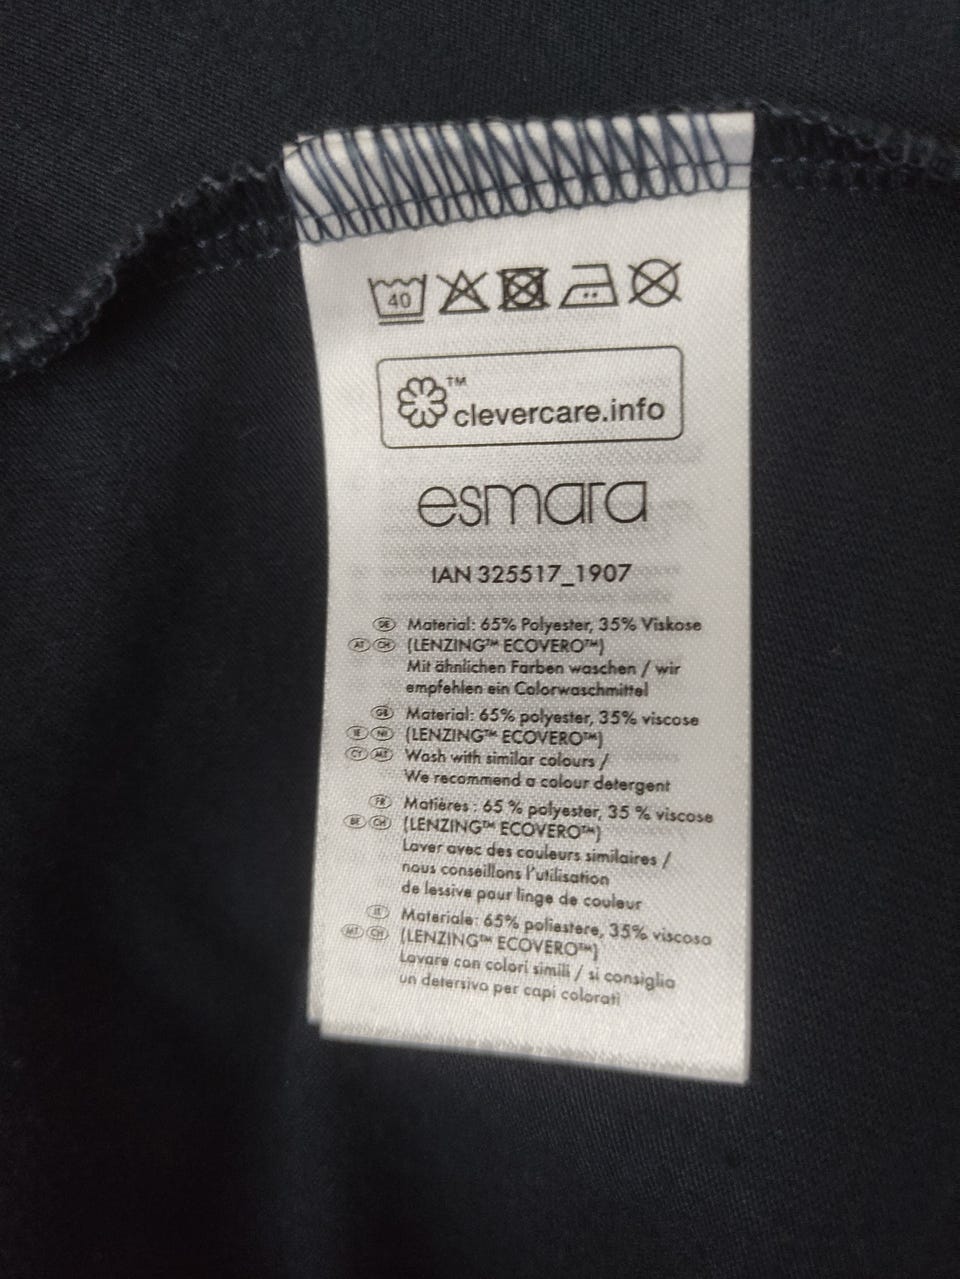 40
™
clevercare.info
esmara
IAN 325517_1907
DE Material: 65% Polyester, 35% Viskose
AT CH (LENZING™ ECOVERO™)
Mit ähnlichen Farben waschen / wir
empfehlen ein Colorwaschmittel
GB Material: 65% polyester, 35% viscose
IE NI (LENZING™ ECOVERO™)
CY MT Wash with similar colours /
We recommend a colour detergent
FR Matières : 65 % polyester, 35 % viscose
BE CH (LENZING™ ECOVERO™)
Laver avec des couleurs similaires /
nous conseillons l'utilisation
de lessive pour linge de couleur
IT Materiale: 65% poliestere, 35% viscosa
MT CH (LENZING™ ECOVERO™)
Lavare con colori simili / si consiglia
un detersivo per capi colorati